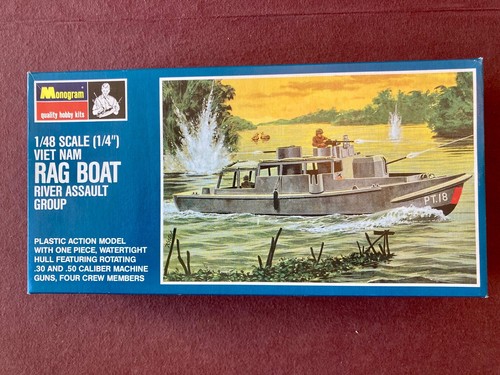 Monogram
quality hobby kits
1/48 SCALE (1/4")
VIET NAM
RAG BOAT
RIVER ASSAULT
GROUP
PLASTIC ACTION MODEL
WITH ONE PIECE, WATERTIGHT
HULL FEATURING ROTATING
.30 AND .50 CALIBER MACHINE
GUNS, FOUR CREW MEMBERS
PT.18